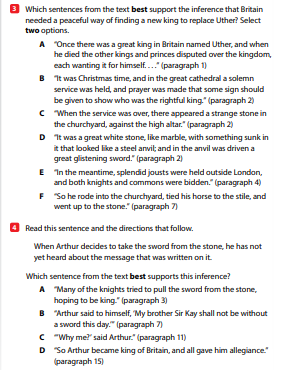 3 Which sentences from the text best support the inference that Britain
needed a peaceful way of finding a new king to replace Uther? Select
two options.
A "Once there was a great king in Britain named Uther, and when
he died the other kings and princes disputed over the kingdom,
each wanting it for himself. . . ." (paragraph 1)
B "It was Christmas time, and in the great cathedral a solemn
service was held, and prayer was made that some sign should
be given to show who was the rightful king." (paragraph 2)
C "When the service was over, there appeared a strange stone in
the churchyard, against the high altar." (paragraph 2)
D "It was a great white stone, like marble, with something sunk in
it that looked like a steel anvil; and in the anvil was driven a
great glistening sword." (paragraph 2)
E "In the meantime, splendid jousts were held outside London,
and both knights and commons were bidden." (paragraph 4)
F "So he rode into the churchyard, tied his horse to the stile, and
went up to the stone." (paragraph 7)
4 Read this sentence and the directions that follow.
When Arthur decides to take the sword from the stone, he has not
yet heard about the message that was written on it.
Which sentence from the text best supports this inference?
A "Many of the knights tried to pull the sword from the stone,
hoping to be king." (paragraph 3)
B "Arthur said to himself, 'My brother Sir Kay shall not be without
a sword this day.'" (paragraph 7)
C "'Why me?' said Arthur." (paragraph 11)
D "So Arthur became king of Britain, and all gave him allegiance."
(paragraph 15)